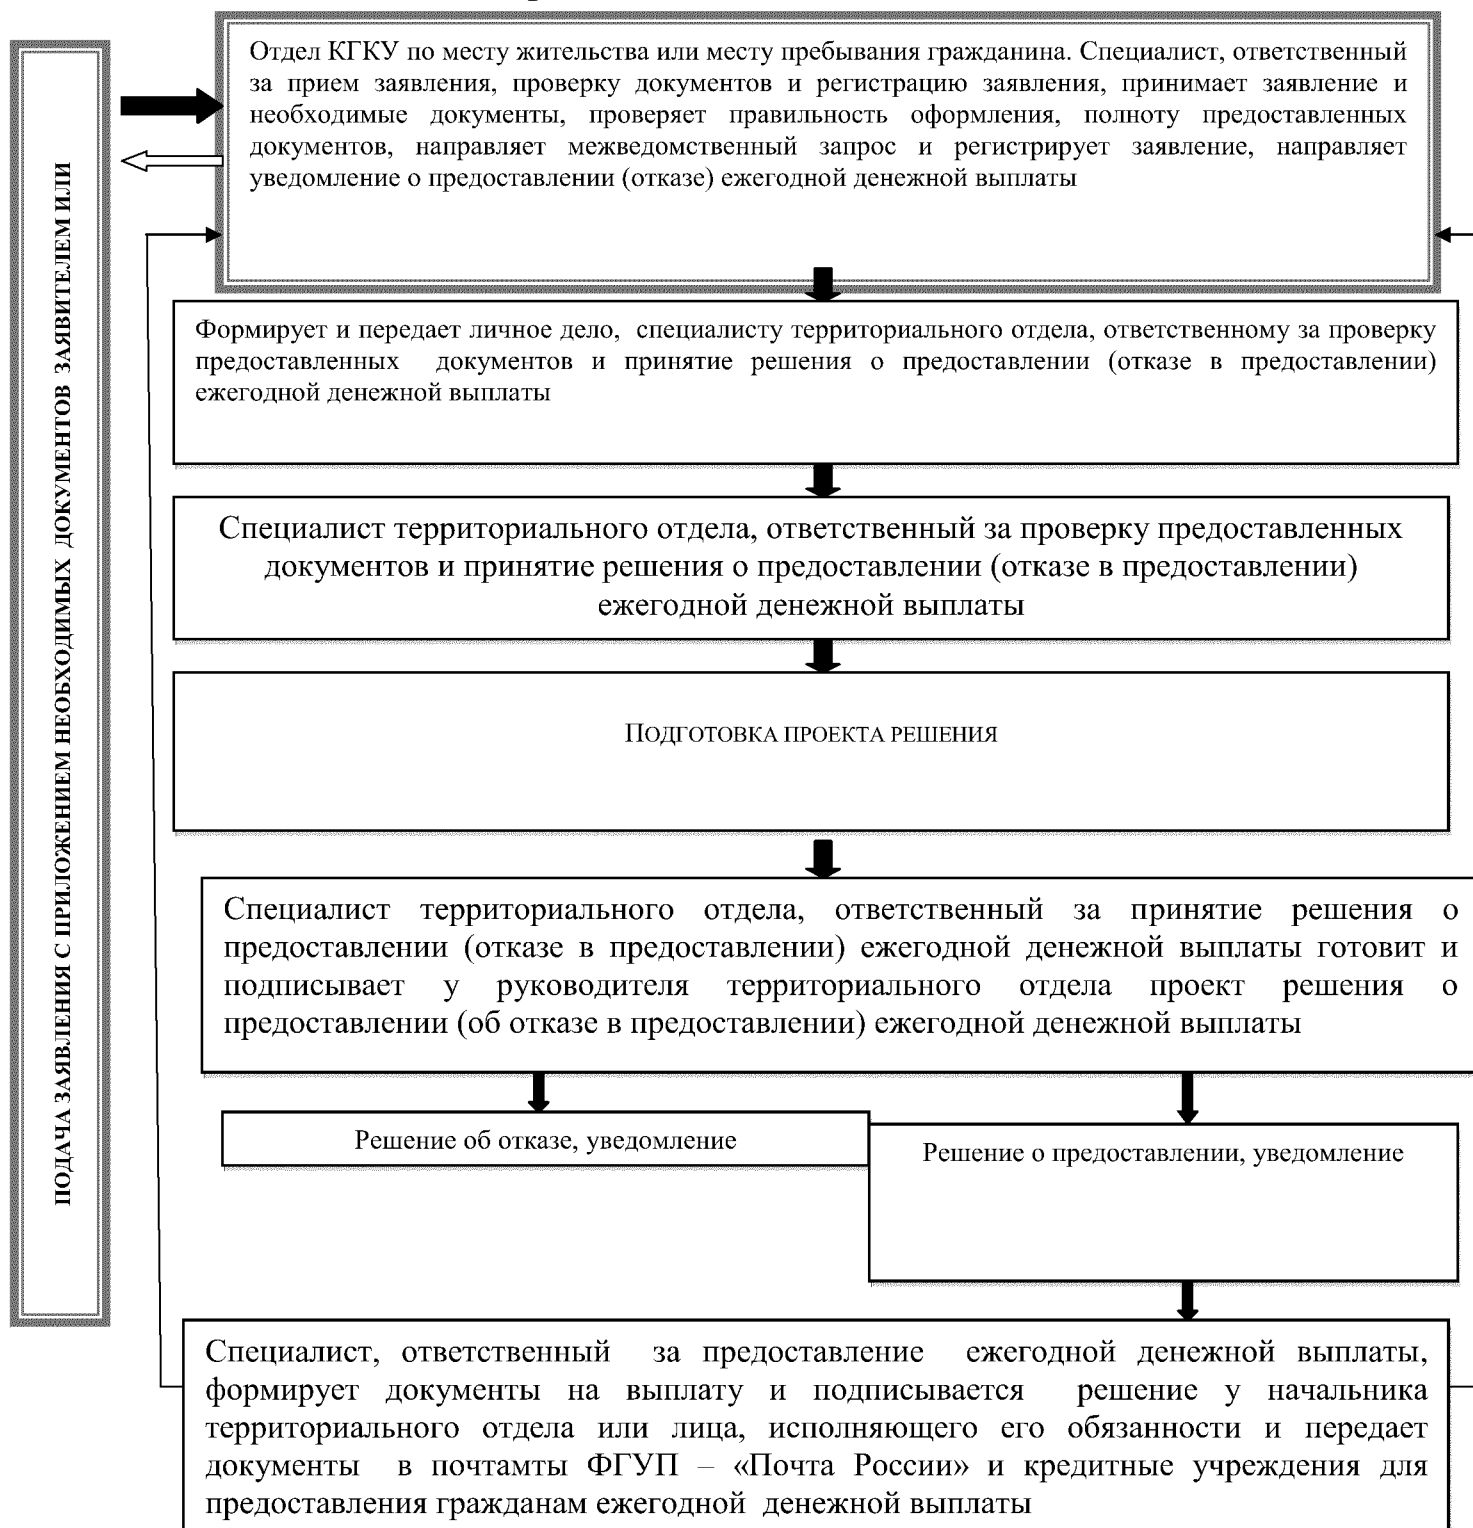 ПОДАЧА ЗАЯВЛЕНИЯ С ПРИЛОЖЕНИЕМ НЕОБХОДИМЫХ ДОКУМЕНТОВ ЗАЯВИТЕЛЕМ ИЛИ
Отдел КГКУ по месту жительства или месту пребывания гражданина. Специалист, ответственный
за прием заявления, проверку документов и регистрацию заявления, принимает заявление и
необходимые документы, проверяет правильность оформления, полноту предоставленных
документов, направляет межведомственный запрос и регистрирует заявление, направляет
уведомление о предоставлении (отказе) ежегодной денежной выплаты
Формирует и передает личное дело, специалисту территориального отдела, ответственному за проверку
предоставленных документов и принятие решения о предоставлении (отказе в предоставлении)
ежегодной денежной выплаты
Специалист территориального отдела, ответственный за проверку предоставленных
документов и принятие решения о предоставлении (отказе в предоставлении)
ежегодной денежной выплаты
ПОДГОТОВКА ПРОЕКТА РЕШЕНИЯ
Специалист территориального отдела, ответственный за принятие решения о
предоставлении (отказе в предоставлении) ежегодной денежной выплаты готовит и
подписывает у руководителя территориального отдела проект решения о
предоставлении (об отказе в предоставлении) ежегодной денежной выплаты
Решение об отказе, уведомление
Решение о предоставлении, уведомление
Специалист, ответственный за предоставление ежегодной денежной выплаты,
формирует документы на выплату и подписывается решение у начальника
территориального отдела или лица, исполняющего его обязанности и передает
документы в почтамты ФГУП – «Почта России» и кредитные учреждения для
предоставления гражданам ежегодной денежной выплаты